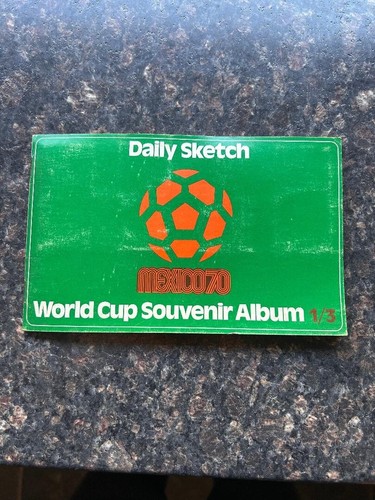 Daily Sketch
MEXICO70
World Cup Souvenir Album 1/3